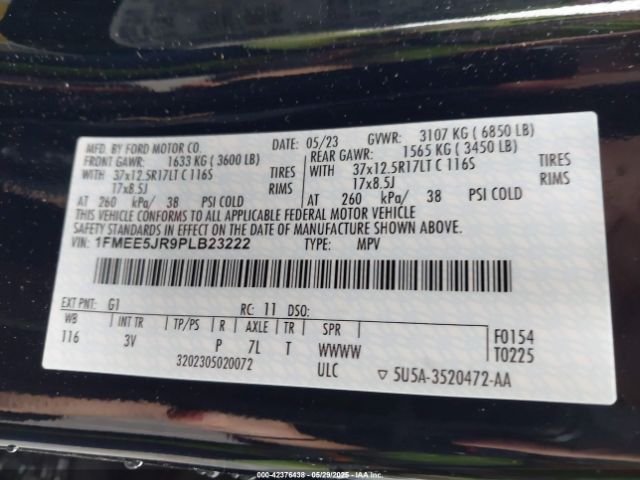 MFD. BY FORD MOTOR CO. DATE: 05/23 GVWR: 3107 KG ( 6850 LB)
FRONT GAWR: 1633 KG ( 3600 LB) REAR GAWR: 1565 KG ( 3450 LB)
WITH 37x12.5R17LT C 116S TIRES WITH 37x12.5R17LT C 116S TIRES
17x8.5J RIMS 17x8.5J RIMS
AT 260 kPa/ 38 PSI COLD AT 260 kPa/ 38 PSI COLD
THIS VEHICLE CONFORMS TO ALL APPLICABLE FEDERAL MOTOR VEHICLE
SAFETY STANDARDS IN EFFECT ON THE DATE OF MANUFACTURE SHOWN ABOVE.
VIN: 1FMEE5JR9PLB23222 TYPE: MPV
EXT PNT: G1 RC: 11 DSO:
WB INT TR TP/PS R AXLE TR SPR F0154
116 3V P 7L T WWWW T0225
3202305020072 ULC ▽ 5U5A-3520472-AA
000-42376438 - 05/29/2025 - IAAI.COM